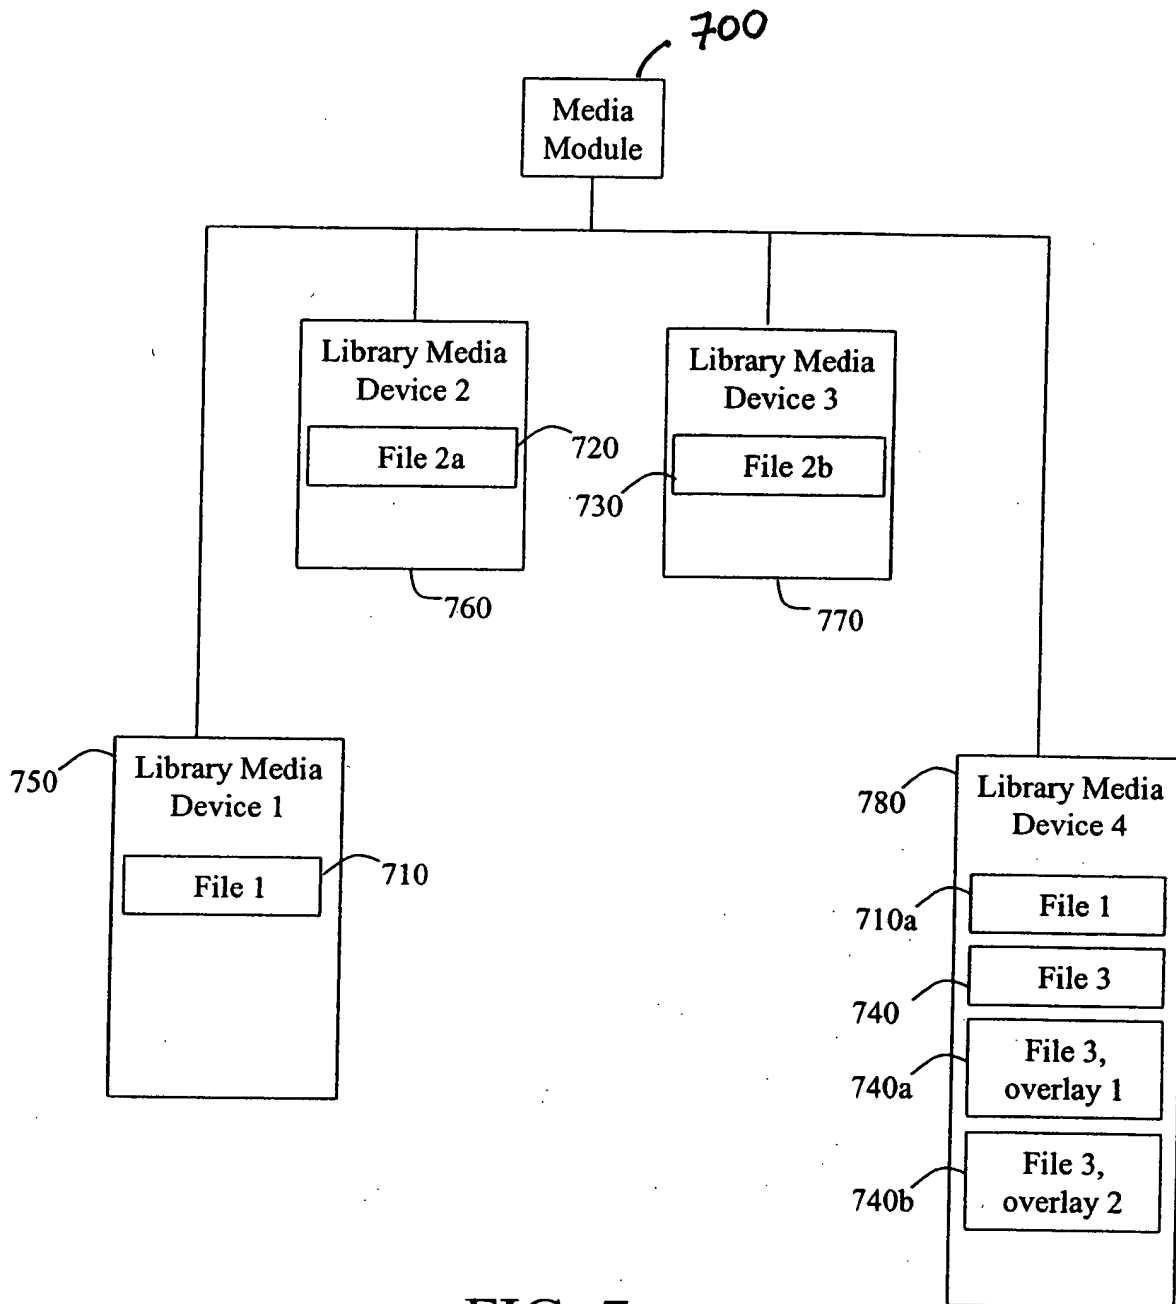 700
Media
Module
Library Media
Device 2
File 2a
720
760
Library Media
Device 3
File 2b
730
770
750
Library Media
Device 1
File 1
710
780
Library Media
Device 4
710a
File 1
740
File 3
740a
File 3,
overlay 1
740b
File 3,
overlay 2
FIG. 7